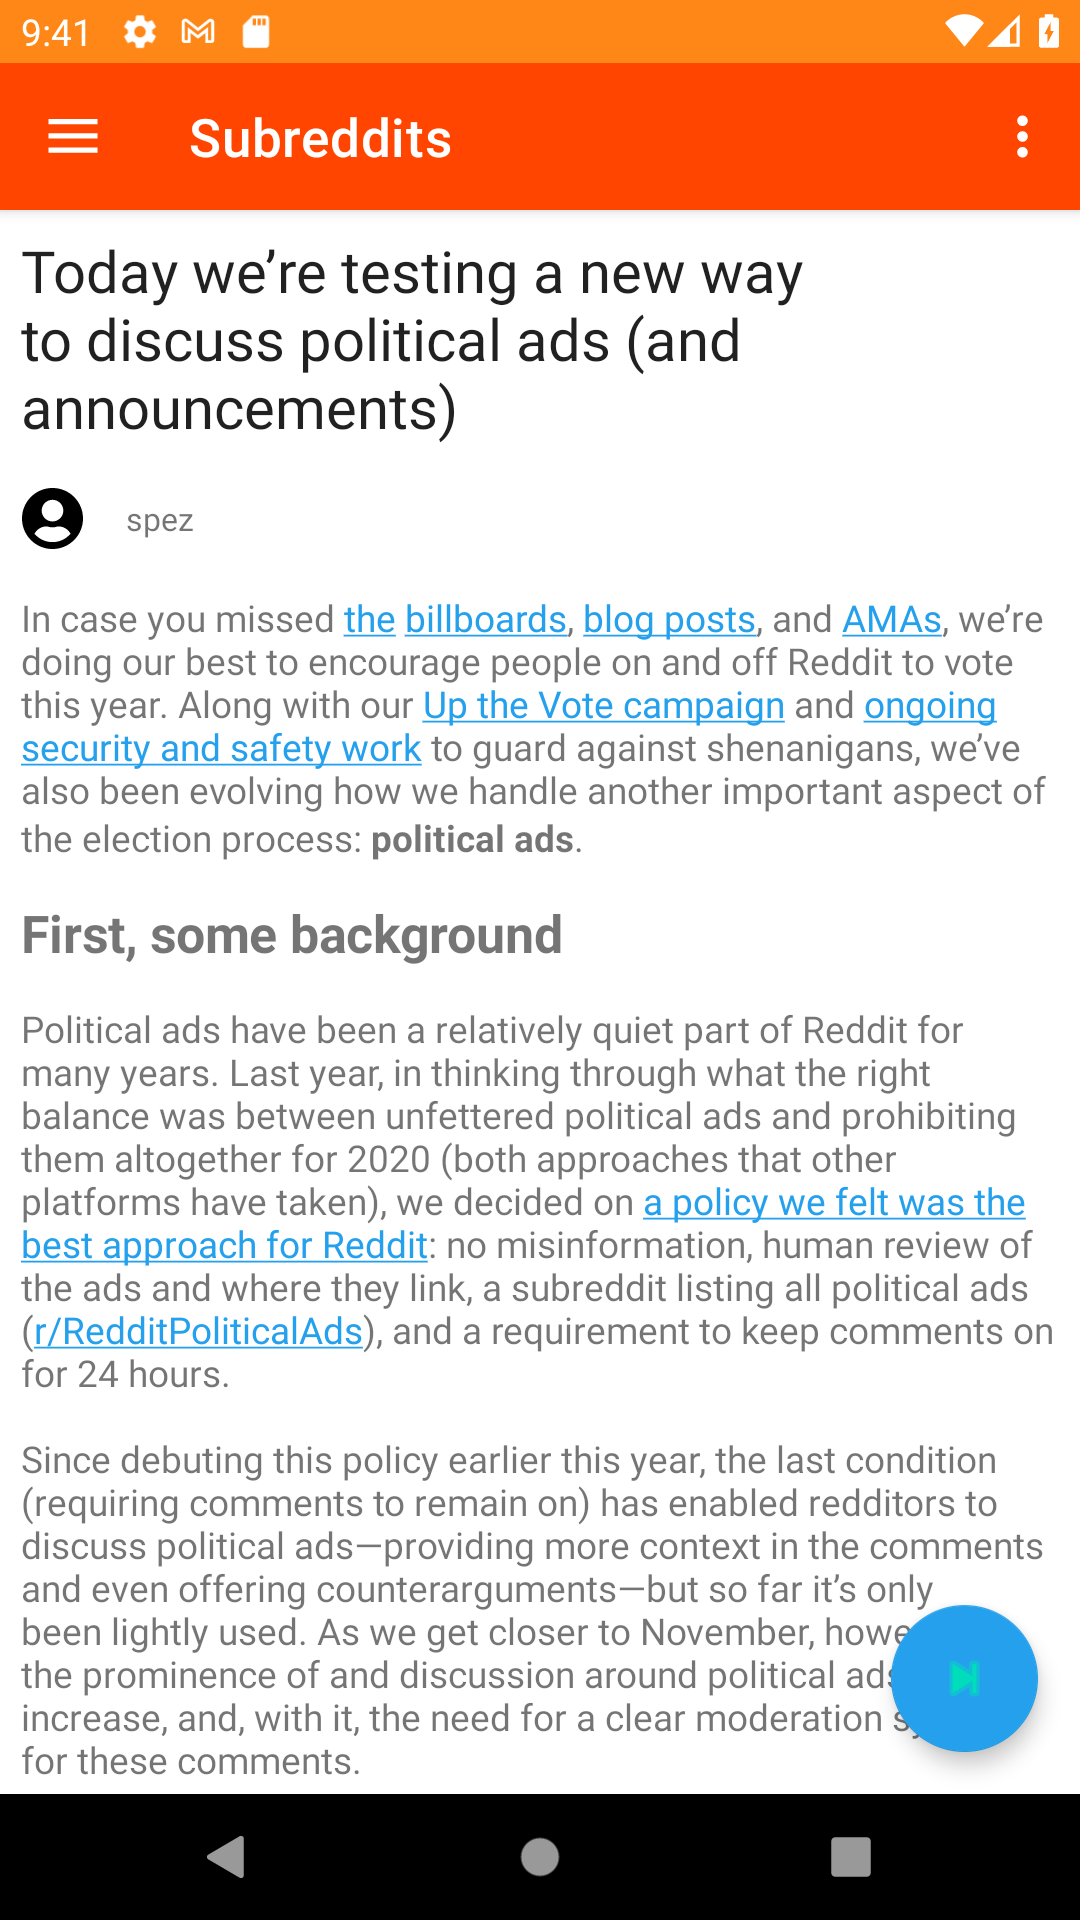 9:41
Subreddits
Today we’re testing a new way
to discuss political ads (and
announcements)
spez
In case you missed the billboards, blog posts, and AMAs, we’re
doing our best to encourage people on and off Reddit to vote
this year. Along with our Up the Vote campaign and ongoing
security and safety work to guard against shenanigans, we’ve
also been evolving how we handle another important aspect of
the election process: political ads.
First, some background
Political ads have been a relatively quiet part of Reddit for
many years. Last year, in thinking through what the right
balance was between unfettered political ads and prohibiting
them altogether for 2020 (both approaches that other
platforms have taken), we decided on a policy we felt was the
best approach for Reddit: no misinformation, human review of
the ads and where they link, a subreddit listing all political ads
(r/RedditPoliticalAds), and a requirement to keep comments on
for 24 hours.
Since debuting this policy earlier this year, the last condition
(requiring comments to remain on) has enabled redditors to
discuss political ads—providing more context in the comments
and even offering counterarguments—but so far it’s only
been lightly used. As we get closer to November,
the prominence of and discussion around political ads
increase, and, with it, the need for a clear moderation
for these comments.